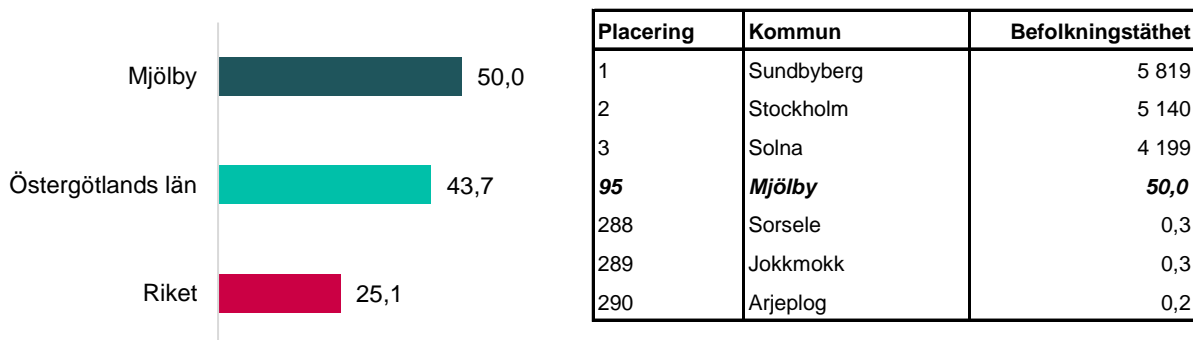 Mjölby 50,0
Östergötlands län 43,7
Riket 25,1
Placering Kommun Befolkningstäthet
1 Sundbyberg 5 819
2 Stockholm 5 140
3 Solna 4 199
95 Mjölby 50,0
288 Sorsele 0,3
289 Jokkmokk 0,3
290 Arjeplog 0,2